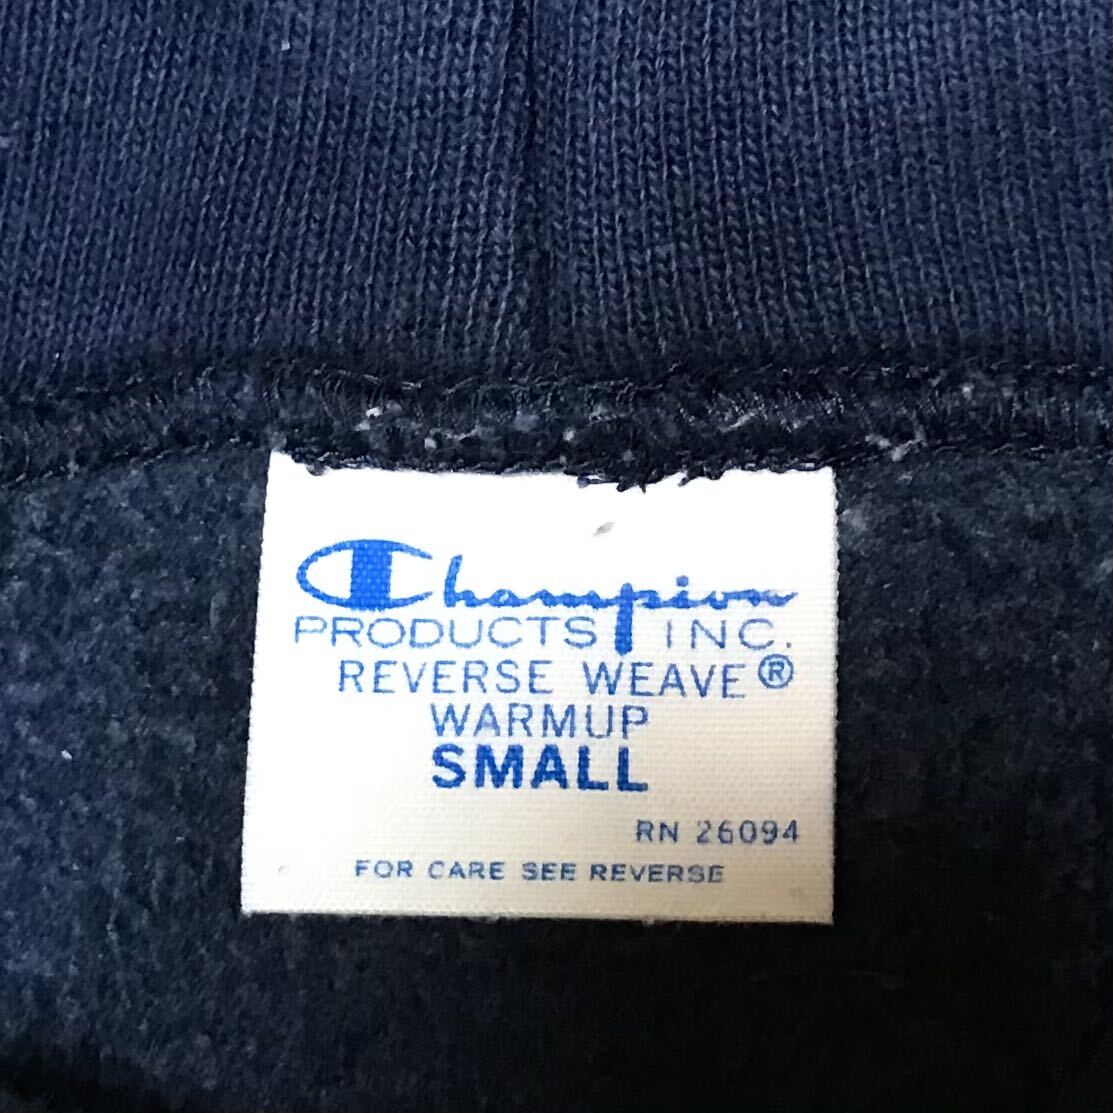 Champion
PRODUCTS INC.
REVERSE WEAVE®
WARMUP
SMALL
RN 26094
FOR CARE SEE REVERSE